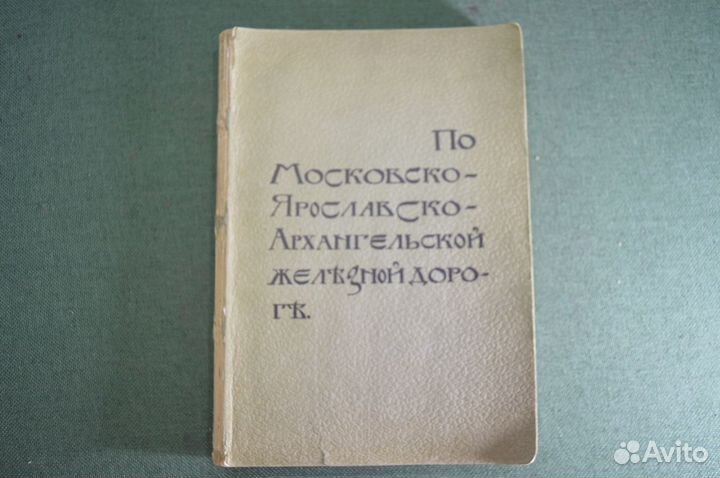 По
Московско-
Ярославско-
Архангельской
желѣзной доро-
гѣ.
Avito